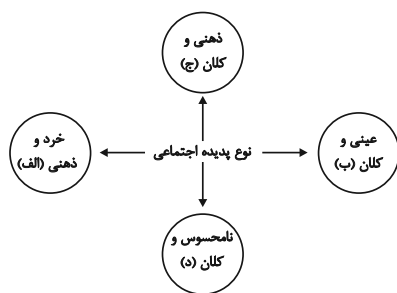 ذهنی و
کلان (ج)
عینی و
کلان (ب)
نوع پدیده اجتماعی
خرد و
ذهنی (الف)
نامحسوس و
کلان (د)